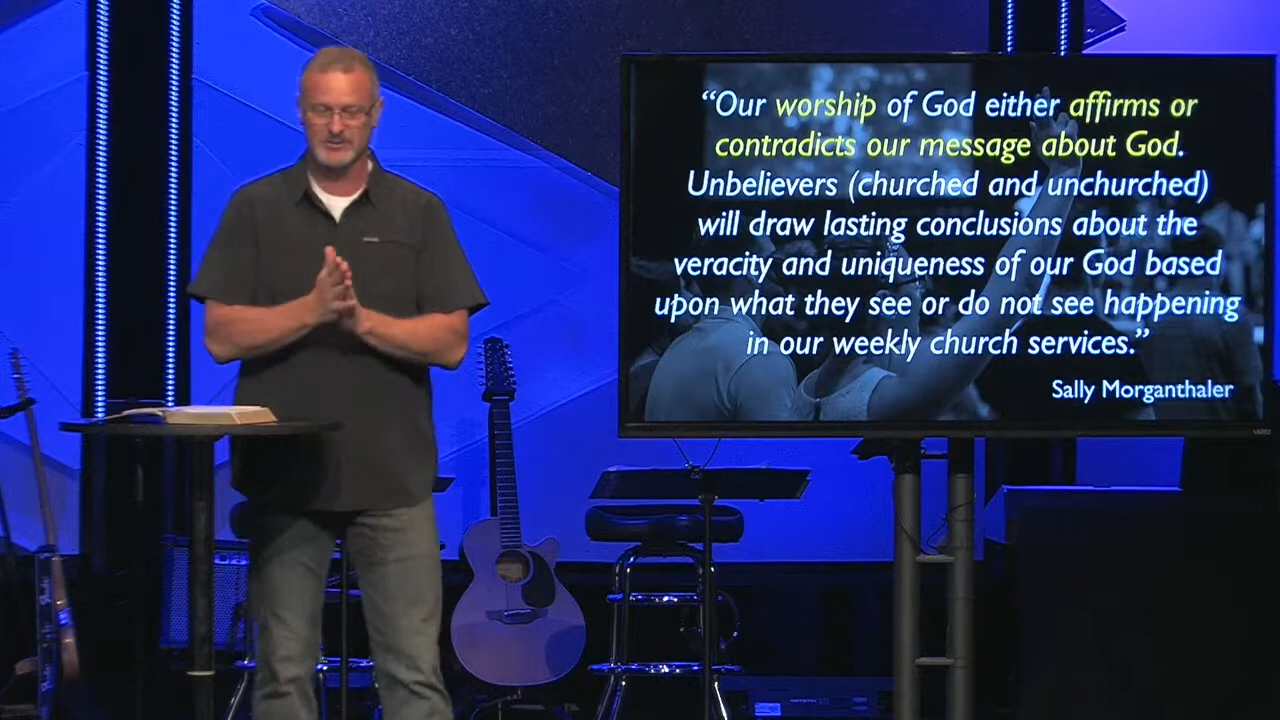 “Our worship of God either affirms or
contradicts our message about God.
Unbelievers (churched and unchurched)
will draw lasting conclusions about the
veracity and uniqueness of our God based
upon what they see or do not see happening
in our weekly church services.”
Sally Morganthaler
VIZIO